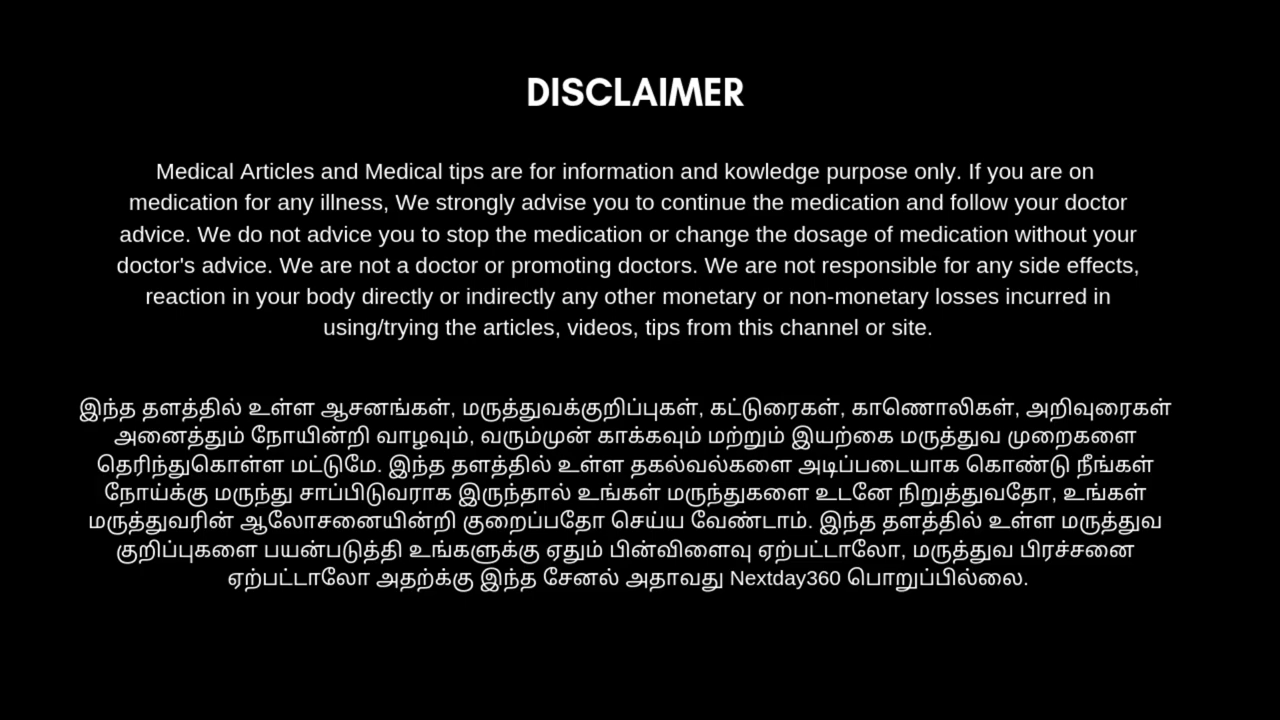 DISCLAIMER
Medical Articles and Medical tips are for information and kowledge purpose only. If you are on
medication for any illness, We strongly advise you to continue the medication and follow your doctor
advice. We do not advice you to stop the medication or change the dosage of medication without your
doctor's advice. We are not a doctor or promoting doctors. We are not responsible for any side effects,
reaction in your body directly or indirectly any other monetary or non-monetary losses incurred in
using/trying the articles, videos, tips from this channel or site.
இந்த தளத்தில் உள்ள ஆசனங்கள், மருத்துவக்குறிப்புகள், கட்டுரைகள், காணொலிகள், அறிவுரைகள்
அனைத்தும் நோயின்றி வாழவும், வரும்முன் காக்கவும் மற்றும் இயற்கை மருத்துவ முறைகளை
தெரிந்துகொள்ள மட்டுமே. இந்த தளத்தில் உள்ள தகல்வல்களை அடிப்படையாக கொண்டு நீங்கள்
நோய்க்கு மருந்து சாப்பிடுவராக இருந்தால் உங்கள் மருந்துகளை உடனே நிறுத்துவதோ, உங்கள்
மருத்துவரின் ஆலோசனையின்றி குறைப்பதோ செய்ய வேண்டாம். இந்த தளத்தில் உள்ள மருத்துவ
குறிப்புகளை பயன்படுத்தி உங்களுக்கு ஏதும் பின்விளைவு ஏற்பட்டாலோ, மருத்துவ பிரச்சனை
ஏற்பட்டாலோ அதற்க்கு இந்த சேனல் அதாவது Nextday360 பொறுப்பில்லை.